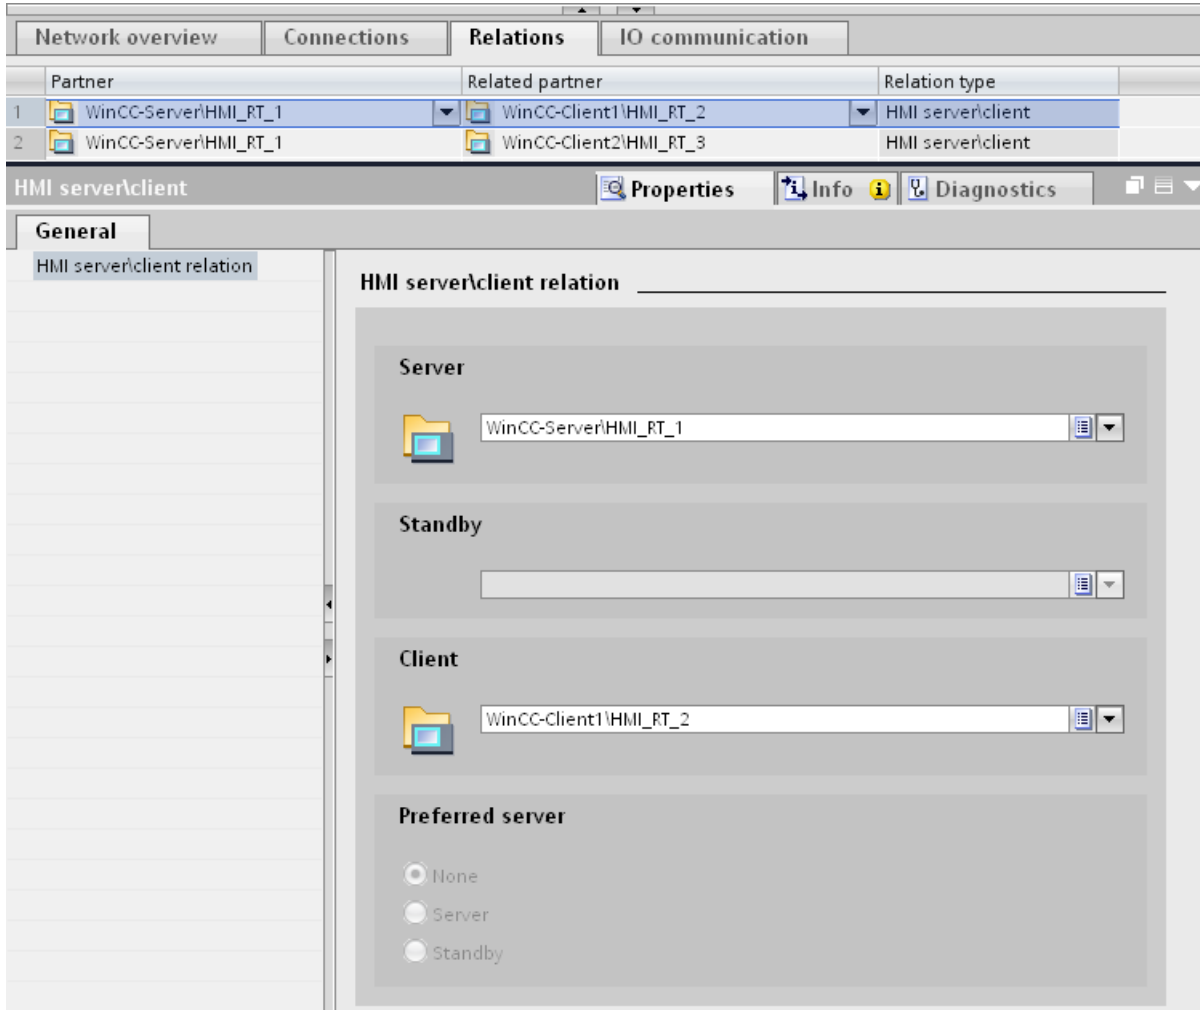 Network overview Connections Relations IO communication
Partner Related partner Relation type
1 WinCC-Server\HMI_RT_1 WinCC-Client1\HMI_RT_2 HMI server\client
2 WinCC-Server\HMI_RT_1 WinCC-Client2\HMI_RT_3 HMI server\client
HMI server\client Properties Info Diagnostics
General
HMI server\client relation
HMI server\client relation
Server
WinCC-Server\HMI_RT_1
Standby
Client
WinCC-Client1\HMI_RT_2
Preferred server
None
Server
Standby